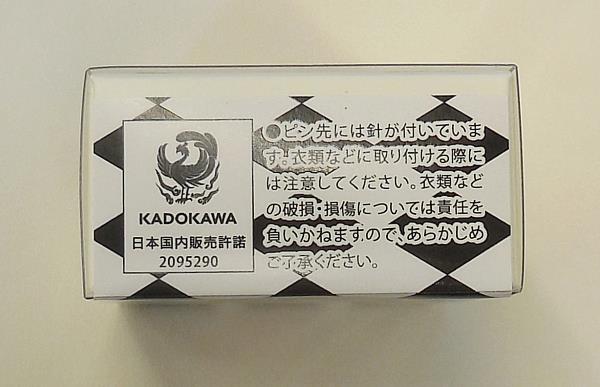 KADOKAWA
日本国内販売許諾
2095290
●ピン先には針が付いていま
す。衣類などに取り付ける際に
は注意してください。衣類など
の破損・損傷については責任を
負いかねますので、あらかじめ
ご了承ください。